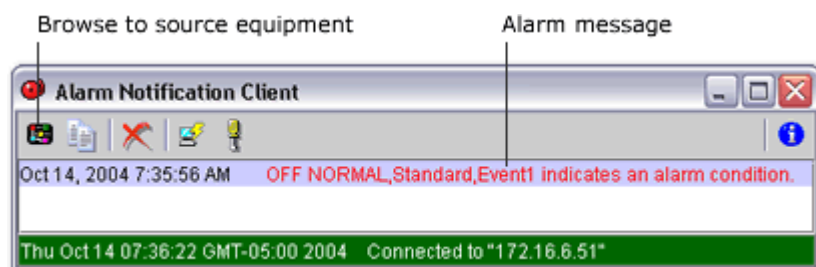 Browse to source equipment Alarm message
Alarm Notification Client
Oct 14, 2004 7:35:56 AM OFF NORMAL,Standard,Event1 indicates an alarm condition.
Thu Oct 14 07:36:22 GMT-05:00 2004 Connected to "172.16.6.51"